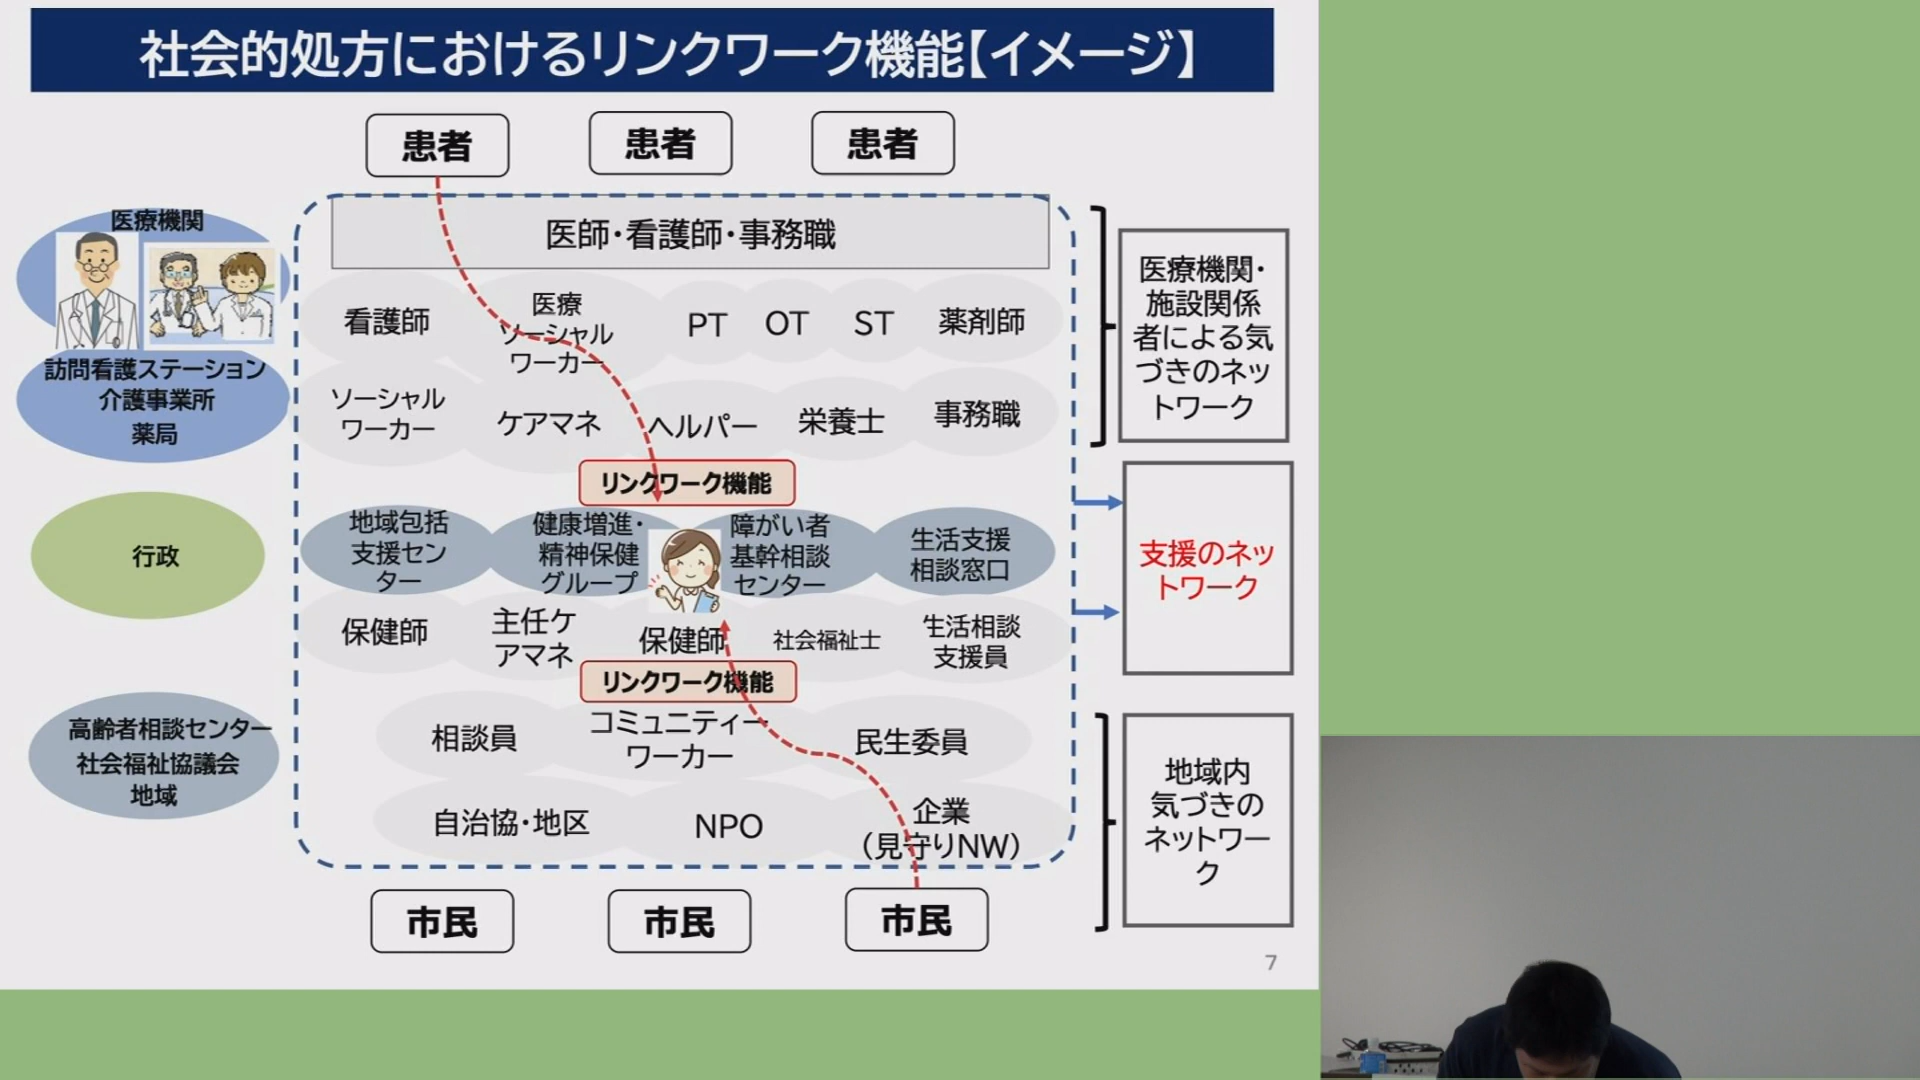 社会的処方におけるリンクワーク機能【イメージ】
患者
患者
患者
医療機関
医師・看護師・事務職
看護師
医療
ソーシャル
ワーカー
PT
OT
ST
薬剤師
訪問看護ステーション
介護事業所
薬局
ソーシャル
ワーカー
ケアマネ
ヘルパー
栄養士
事務職
医療機関・
施設関係
者による気
づきのネッ
トワーク
リンクワーク機能
行政
地域包括
支援セン
ター
健康増進・
精神保健
グループ
障がい者
基幹相談
センター
生活支援
相談窓口
保健師
主任ケ
アマネ
保健師
社会福祉士
生活相談
支援員
支援のネッ
トワーク
リンクワーク機能
高齢者相談センター
社会福祉協議会
地域
相談員
コミュニティー
ワーカー
民生委員
自治協・地区
NPO
企業
（見守りNW）
地域内
気づきの
ネットワー
ク
市民
市民
市民
7